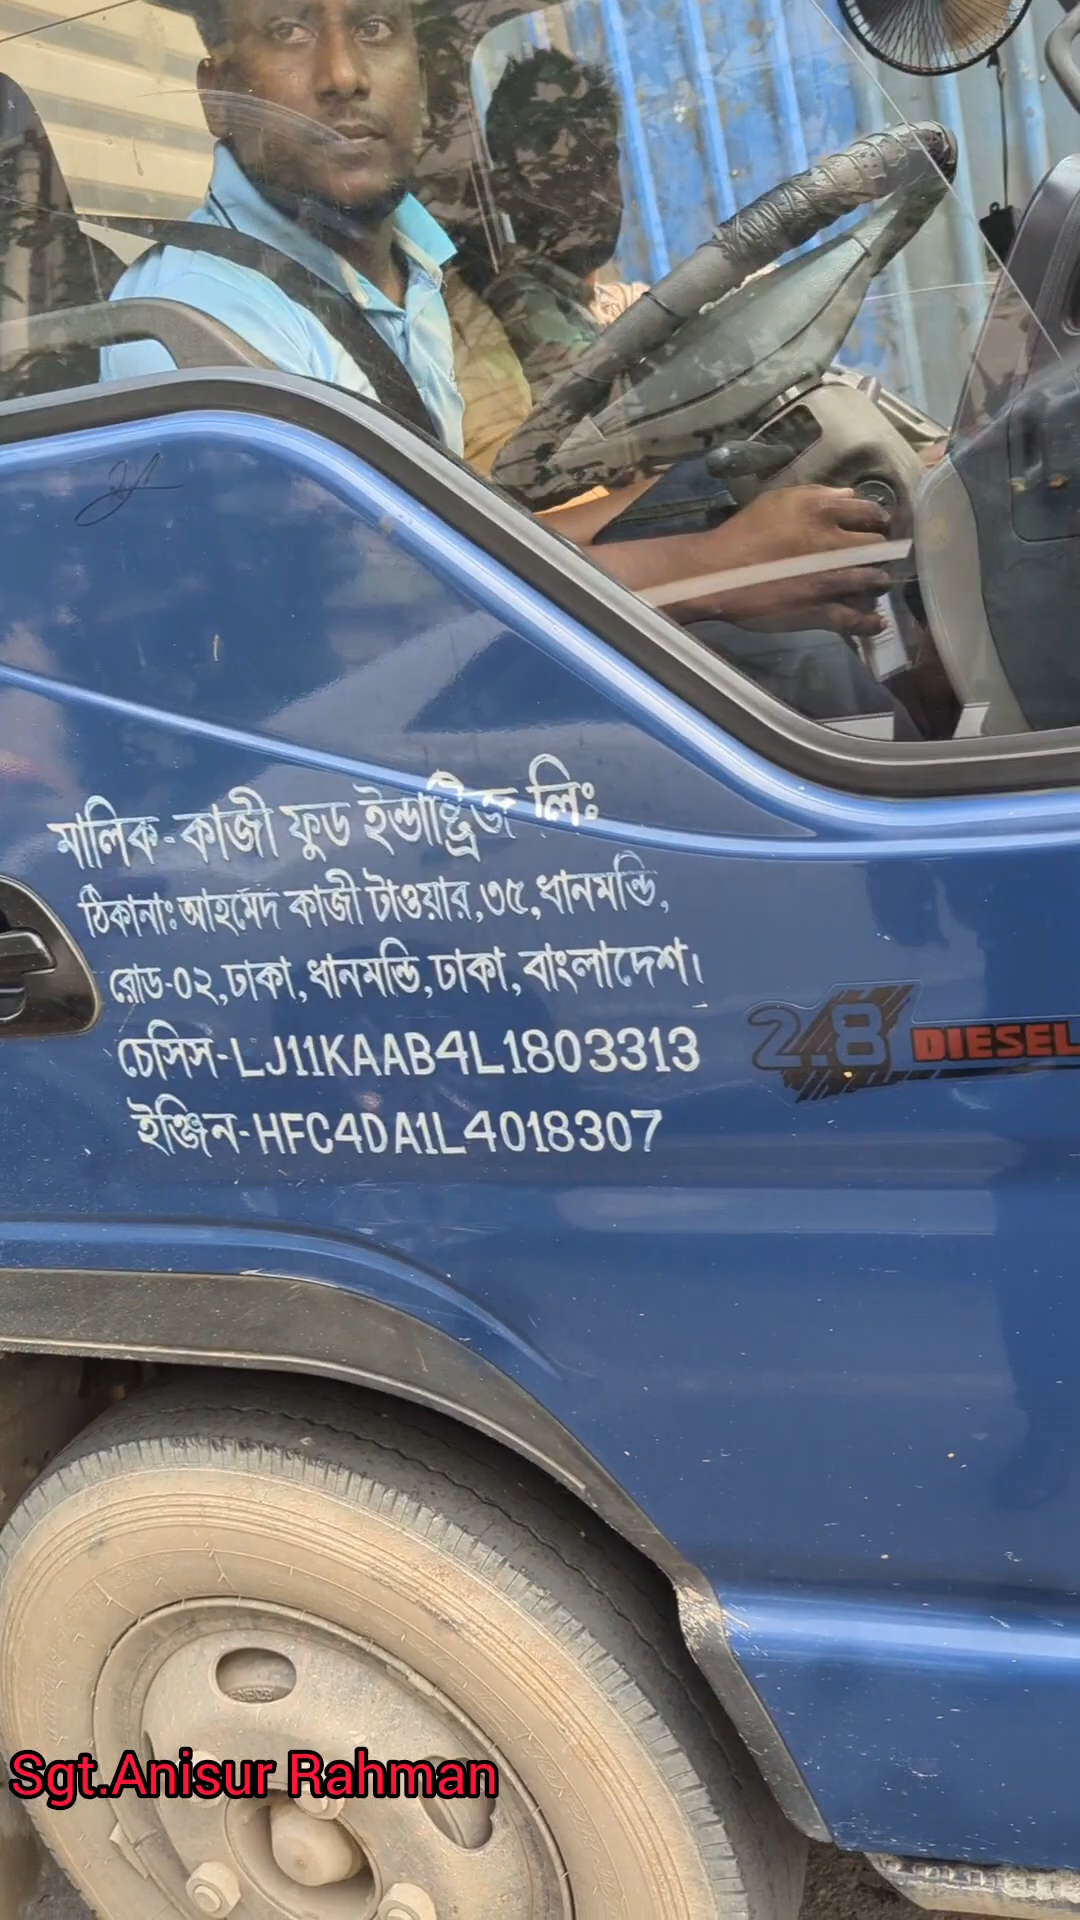 মালিক-কাজী ফুড ইন্ডাষ্ট্রিজ লিঃ
ঠিকানাঃ আহমেদ কাজী টাওয়ার,৩৫,ধানমন্ডি,
রোড-০২,ঢাকা,ধানমন্ডি,ঢাকা,বাংলাদেশ।
চেসিস-LJ11KAAB4L1803313
ইঞ্জিন-HFC4DA1L4018307
2.8 DIESEL
Sgt.Anisur Rahman